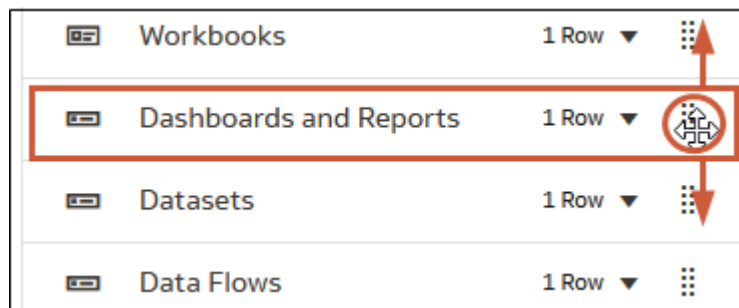 Workbooks 1 Row
Dashboards and Reports 1 Row
Datasets 1 Row
Data Flows 1 Row